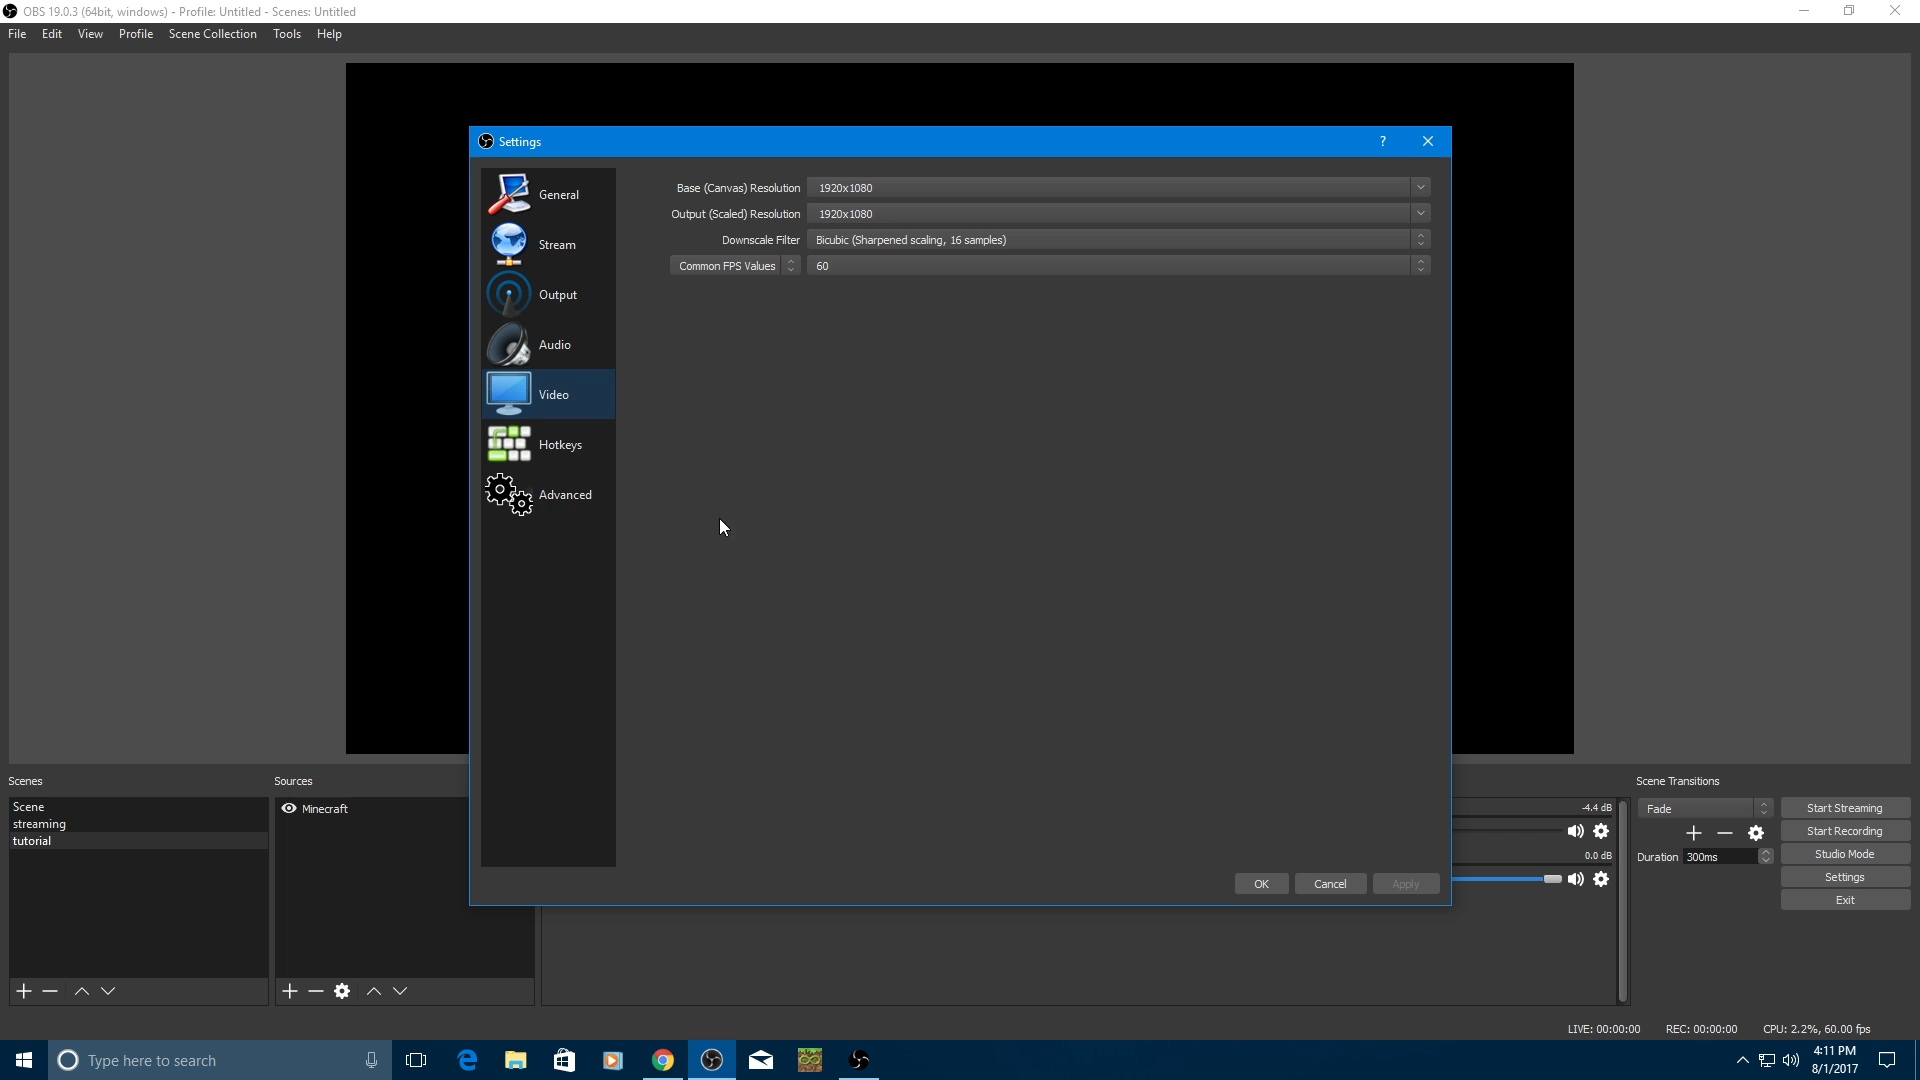 OBS 19.0.3 (64bit, windows) - Profile: Untitled - Scenes: Untitled
File Edit View Profile Scene Collection Tools Help
Settings ?
General
Stream
Output
Audio
Video
Hotkeys
Advanced
Base (Canvas) Resolution 1920x1080
Output (Scaled) Resolution 1920x1080
Downscale Filter Bicubic (Sharpened scaling, 16 samples)
Common FPS Values 60
OK Cancel Apply
Scenes
Scene
streaming
tutorial
Sources
Minecraft
-4.4 dB
0.0 dB
Scene Transitions
Fade
Duration 300ms
Start Streaming
Start Recording
Studio Mode
Settings
Exit
LIVE: 00:00:00 REC: 00:00:00 CPU: 2.2%, 60.00 fps
Type here to search
4:11 PM
8/1/2017